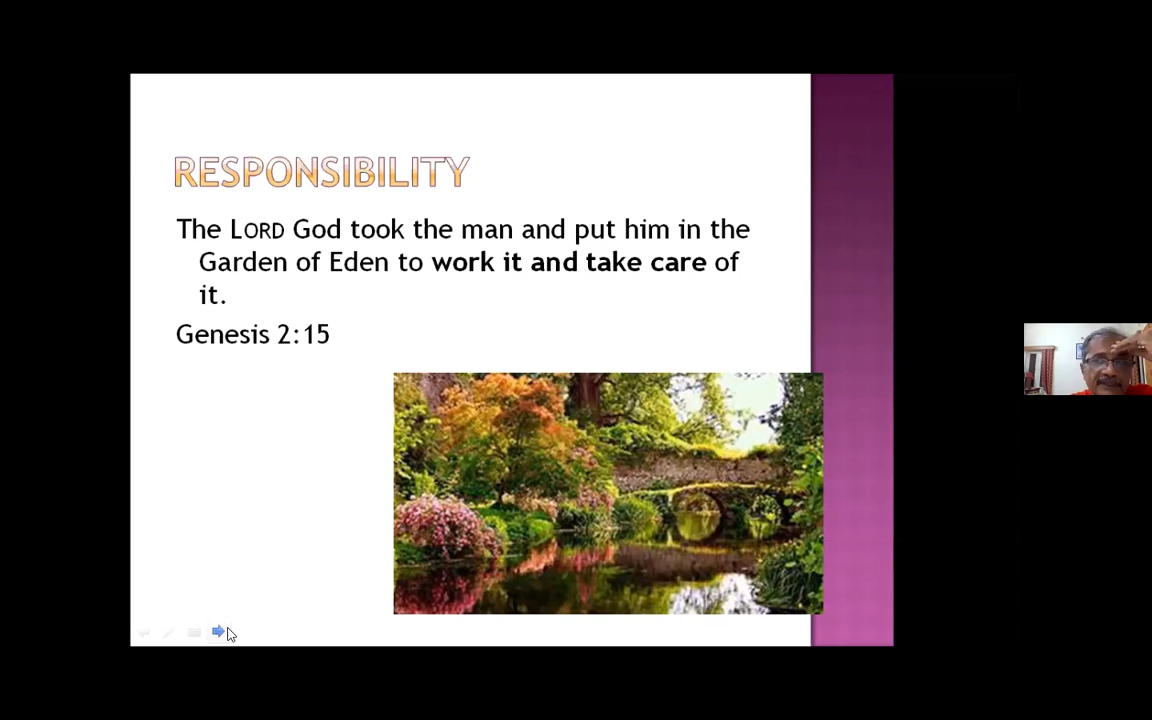 RESPONSIBILITY
The LORD God took the man and put him in the
Garden of Eden to work it and take care of
it.
Genesis 2:15